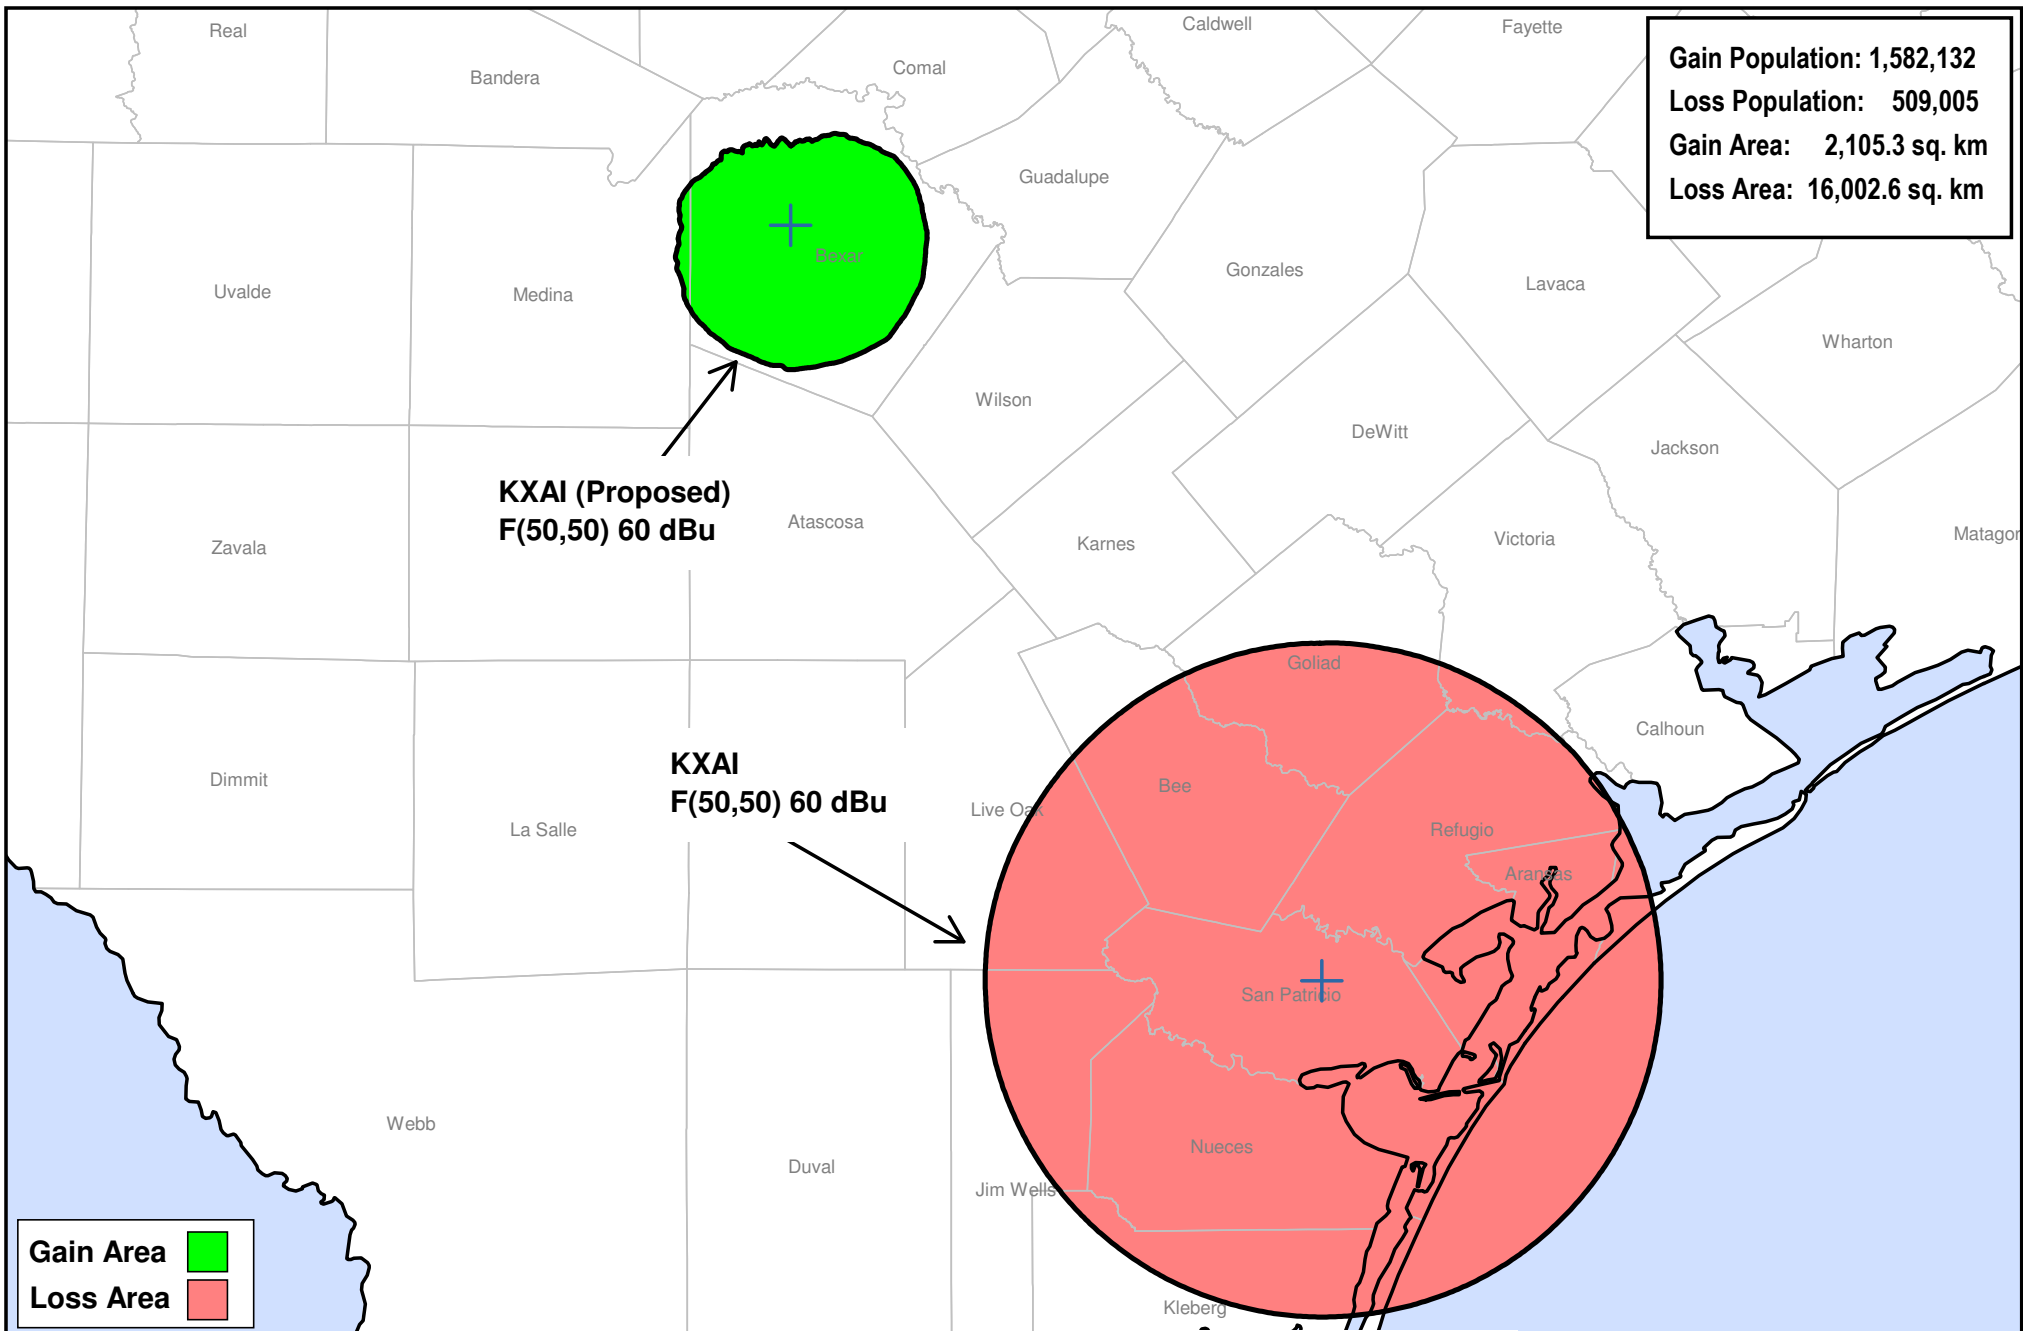 Real
Caldwell
Fayette
Bandera
Comal
Gain Population: 1,582,132
Loss Population: 509,005
Gain Area: 2,105.3 sq. km
Loss Area: 16,002.6 sq. km
Guadalupe
Bexar
Gonzales
Lavaca
Uvalde
Medina
Wharton
Wilson
DeWitt
Jackson
KXAI (Proposed)
F(50,50) 60 dBu
Atascosa
Zavala
Karnes
Victoria
Matagor
Goliad
Calhoun
KXAI
F(50,50) 60 dBu
Dimmit
Bee
Live Oak
La Salle
Refugio
Aransas
San Patricio
Webb
Nueces
Duval
Jim Wells
Kleberg
Gain Area
Loss Area